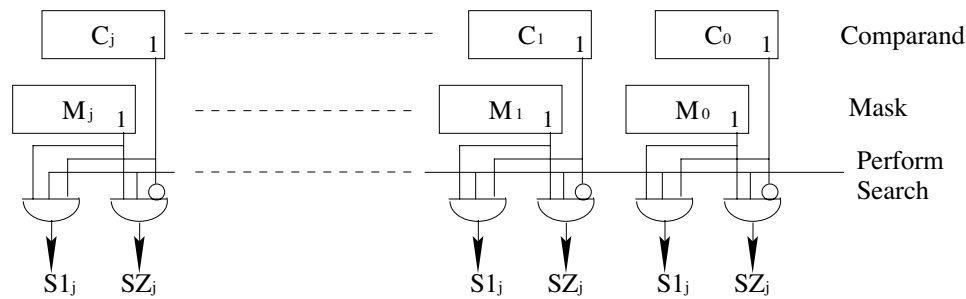 Cj 1 C1 1 C0 1 Comparand
Mj 1 M1 1 M0 1 Mask
Perform
Search
S1j SZj S1j SZj S1j SZj